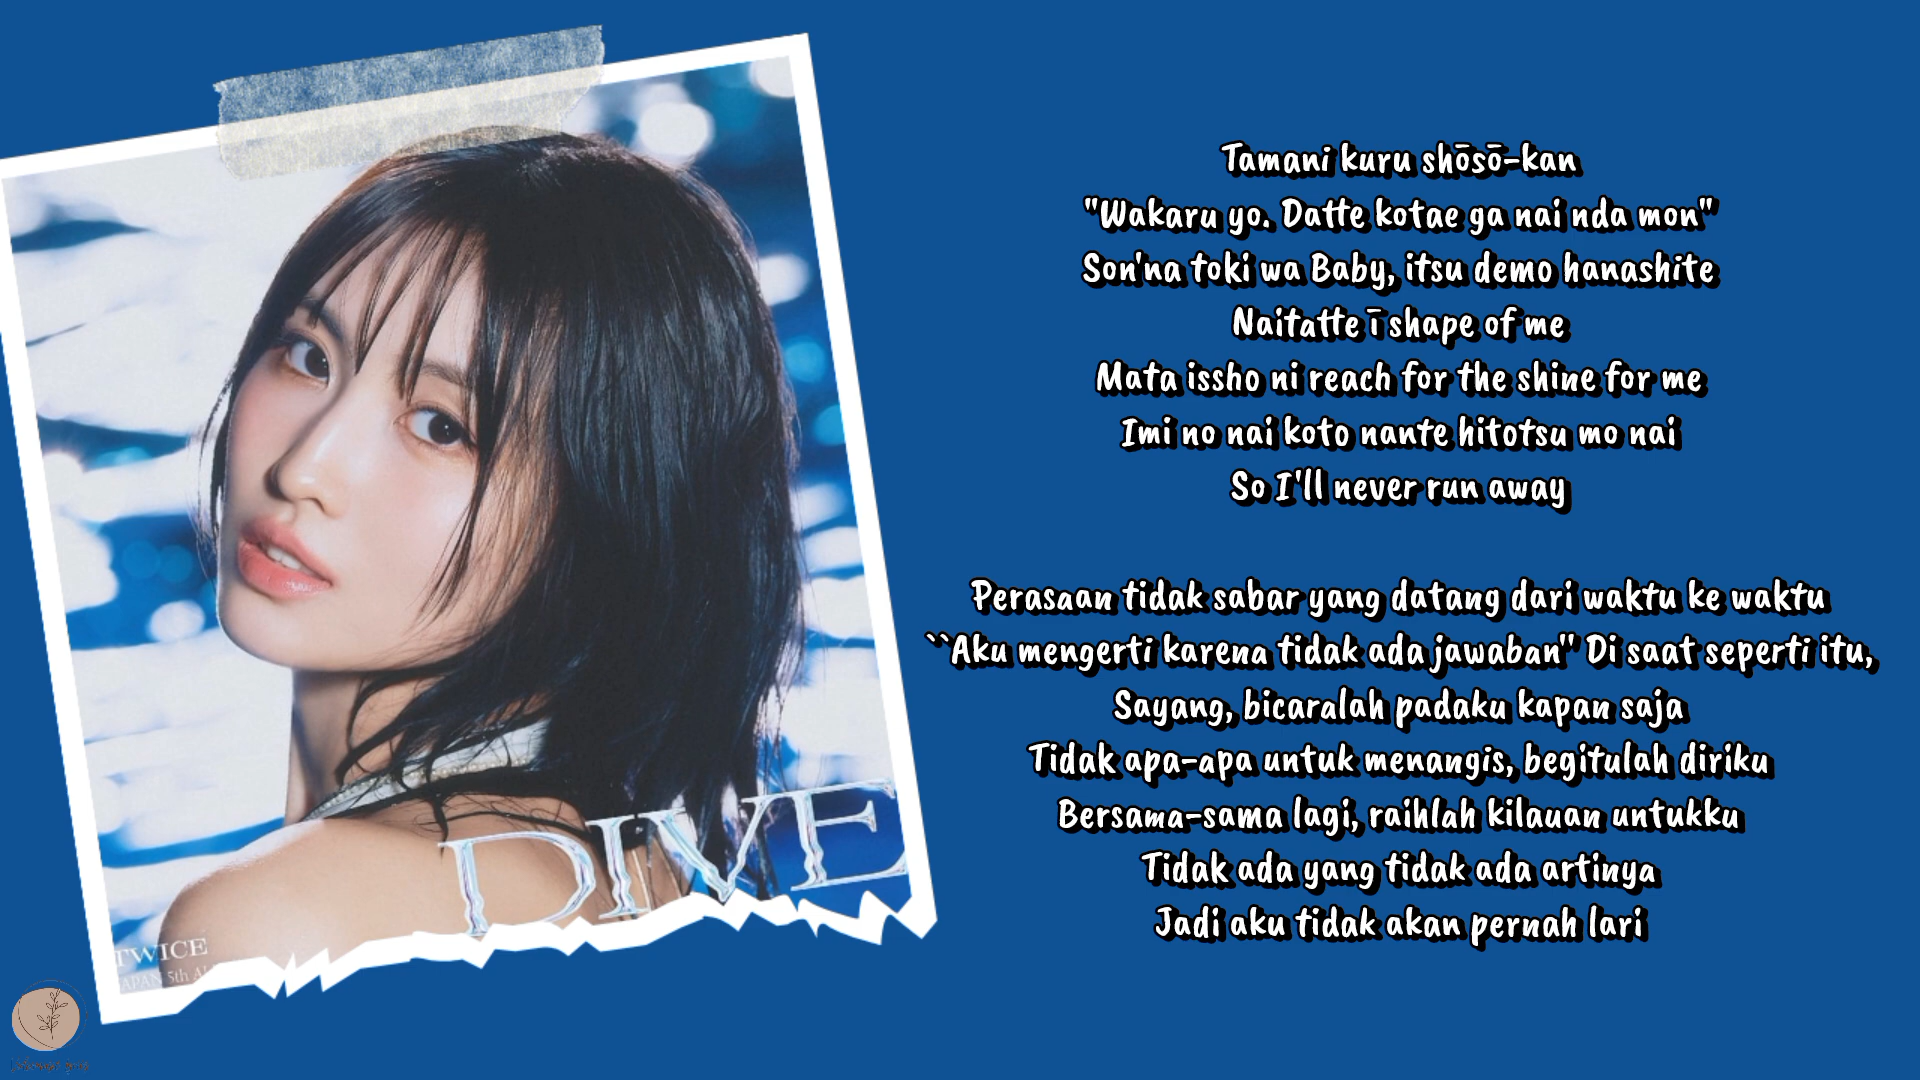 DIVE
TWICE
JAPAN 5th AL
Tamani kuru shōsō-kan
"Wakaru yo. Datte kotae ga nai nda mon"
Son'na toki wa Baby, itsu demo hanashite
Naitatte ī shape of me
Mata issho ni reach for the shine for me
Imi no nai koto nante hitotsu mo nai
So I'll never run away
Perasaan tidak sabar yang datang dari waktu ke waktu
``Aku mengerti karena tidak ada jawaban'' Di saat seperti itu,
Sayang, bicaralah padaku kapan saja
Tidak apa-apa untuk menangis, begitulah diriku
Bersama-sama lagi, raihlah kilauan untukku
Tidak ada yang tidak ada artinya
Jadi aku tidak akan pernah lari